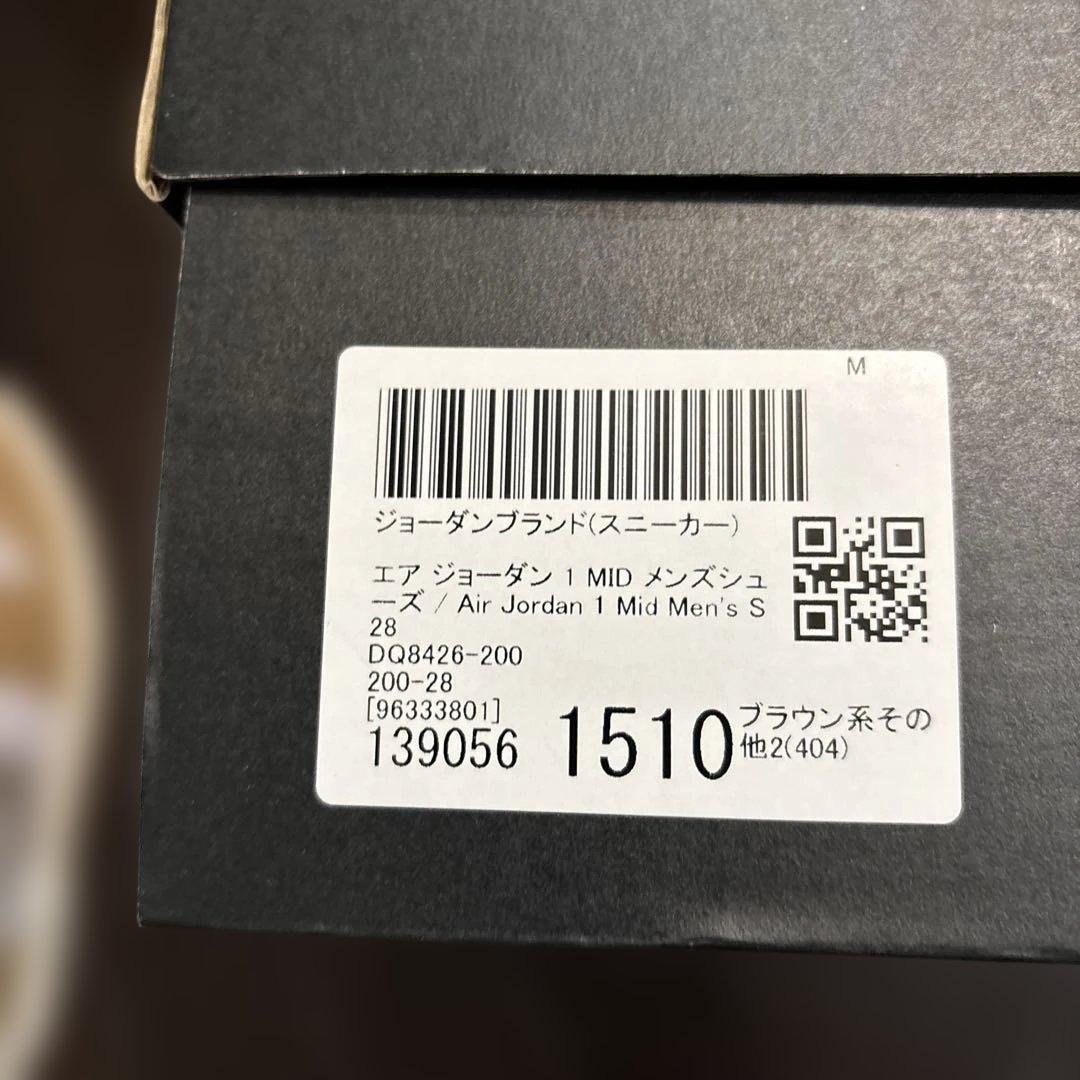 M
ジョーダンブランド(スニーカー)
エア ジョーダン 1 MID メンズシュ
ーズ / Air Jordan 1 Mid Men's S
28
DQ8426-200
200-28
[96333801]
139056 1510 ブラウン系その
他2(404)